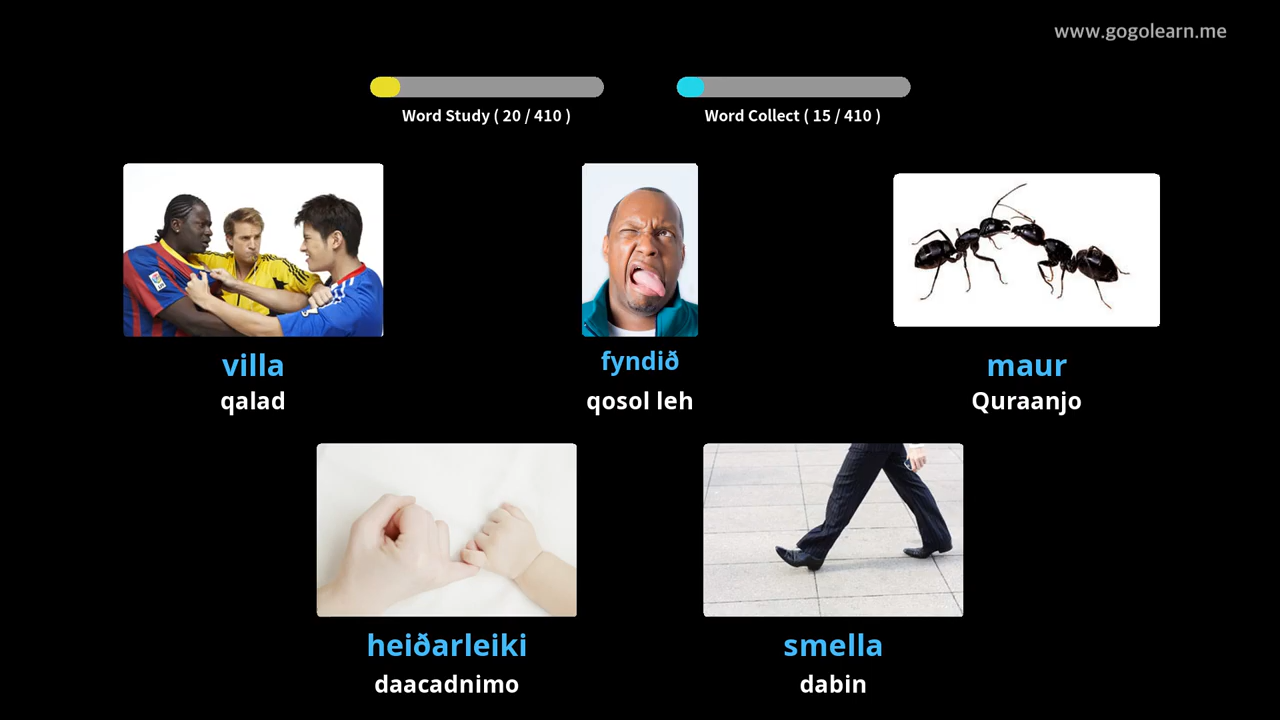 www.gogolearn.me
Word Study ( 20 / 410 )
Word Collect ( 15 / 410 )
villa
qalad
fyndið
qosol leh
maur
Quraanjo
heiðarleiki
daacadnimo
smella
dabin